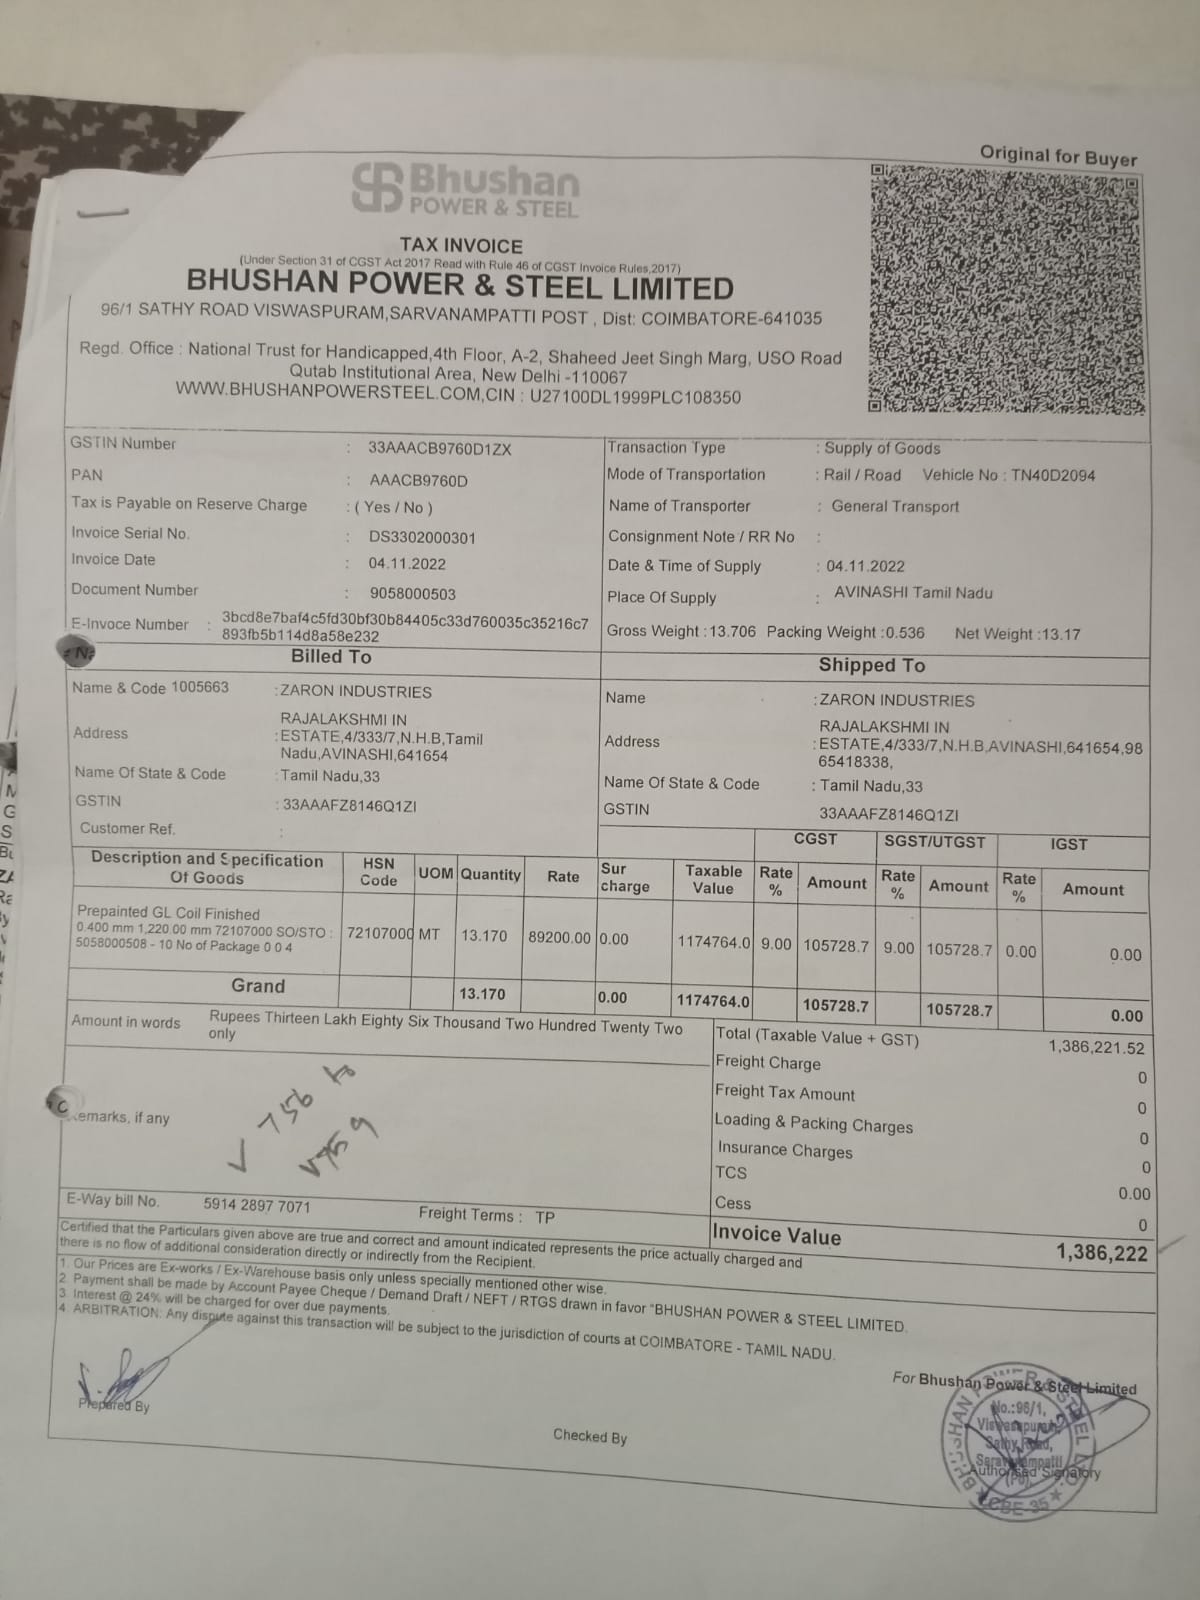 Original for Buyer
Bhushan
POWER & STEEL
TAX INVOICE
(Under Section 31 of CGST Act 2017 Read with Rule 46 of CGST Invoice Rules,2017)
BHUSHAN POWER & STEEL LIMITED
96/1 SATHY ROAD VISWASPURAM,SARVANAMPATTI POST , Dist: COIMBATORE-641035
Regd. Office : National Trust for Handicapped,4th Floor, A-2, Shaheed Jeet Singh Marg, USO Road
Qutab Institutional Area, New Delhi -110067
WWW.BHUSHANPOWERSTEEL.COM,CIN : U27100DL1999PLC108350
GSTIN Number : 33AAACB9760D1ZX
PAN : AAACB9760D
Tax is Payable on Reserve Charge : ( Yes / No )
Invoice Serial No. : DS3302000301
Invoice Date : 04.11.2022
Document Number : 9058000503
E-Invoce Number : 3bcd8e7baf4c5fd30bf30b84405c33d760035c35216c7
893fb5b114d8a58e232
Transaction Type : Supply of Goods
Mode of Transportation : Rail / Road Vehicle No : TN40D2094
Name of Transporter : General Transport
Consignment Note / RR No :
Date & Time of Supply : 04.11.2022
Place Of Supply : AVINASHI Tamil Nadu
Gross Weight :13.706 Packing Weight :0.536 Net Weight :13.17
Billed To
Name & Code 1005663 :ZARON INDUSTRIES
RAJALAKSHMI IN
Address :ESTATE,4/333/7,N.H.B,Tamil
Nadu,AVINASHI,641654
Name Of State & Code :Tamil Nadu,33
GSTIN :33AAAFZ8146Q1ZI
Customer Ref. :
Shipped To
Name :ZARON INDUSTRIES
RAJALAKSHMI IN
Address :ESTATE,4/333/7,N.H.B,AVINASHI,641654,98
65418338,
Name Of State & Code : Tamil Nadu,33
GSTIN 33AAAFZ8146Q1ZI
CGST SGST/UTGST IGST
Description and Specification Of Goods HSN Code UOM Quantity Rate Sur charge Taxable Value Rate % Amount Rate % Amount Rate % Amount
Prepainted GL Coil Finished
0.400 mm 1,220.00 mm 72107000 SO/STO : 72107000 MT 13.170 89200.00 0.00 1174764.0 9.00 105728.7 9.00 105728.7 0.00 0.00
5058000508 - 10 No of Package 0 0 4
Grand 13.170 0.00 1174764.0 105728.7 105728.7 0.00
Amount in words Rupees Thirteen Lakh Eighty Six Thousand Two Hundred Twenty Two
only
Total (Taxable Value + GST) 1,386,221.52
Freight Charge 0
Freight Tax Amount 0
Loading & Packing Charges 0
Insurance Charges 0
TCS 0.00
Cess 0
Invoice Value 1,386,222
emarks, if any
756 to
759
E-Way bill No. 5914 2897 7071 Freight Terms : TP
Certified that the Particulars given above are true and correct and amount indicated represents the price actually charged and
there is no flow of additional consideration directly or indirectly from the Recipient.
1. Our Prices are Ex-works / Ex-Warehouse basis only unless specially mentioned other wise.
2 Payment shall be made by Account Payee Cheque / Demand Draft / NEFT / RTGS drawn in favor "BHUSHAN POWER & STEEL LIMITED.
3 Interest @ 24% will be charged for over due payments.
4 ARBITRATION: Any dispute against this transaction will be subject to the jurisdiction of courts at COIMBATORE - TAMIL NADU.
Prepared By
Checked By
For Bhushan Power & Steel Limited
No.:96/1,
Viswaspuram,
Sathy Road,
Saravanampatti
(Po),
CBE-35
Authorised Signatory